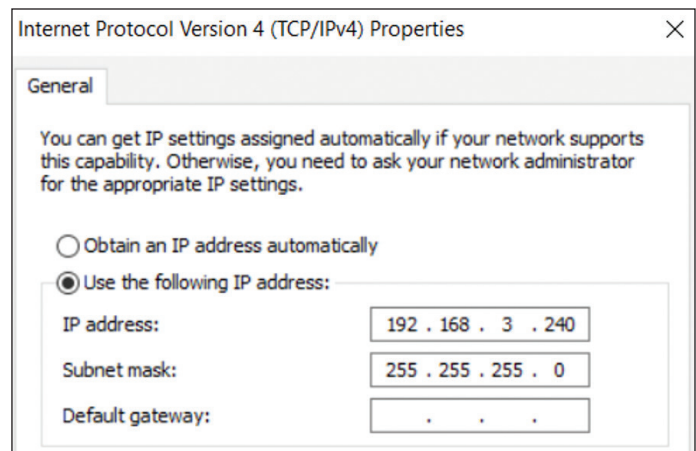 Internet Protocol Version 4 (TCP/IPv4) Properties
General
You can get IP settings assigned automatically if your network supports
this capability. Otherwise, you need to ask your network administrator
for the appropriate IP settings.
Obtain an IP address automatically
Use the following IP address:
IP address: 192 . 168 . 3 . 240
Subnet mask: 255 . 255 . 255 . 0
Default gateway: . . .